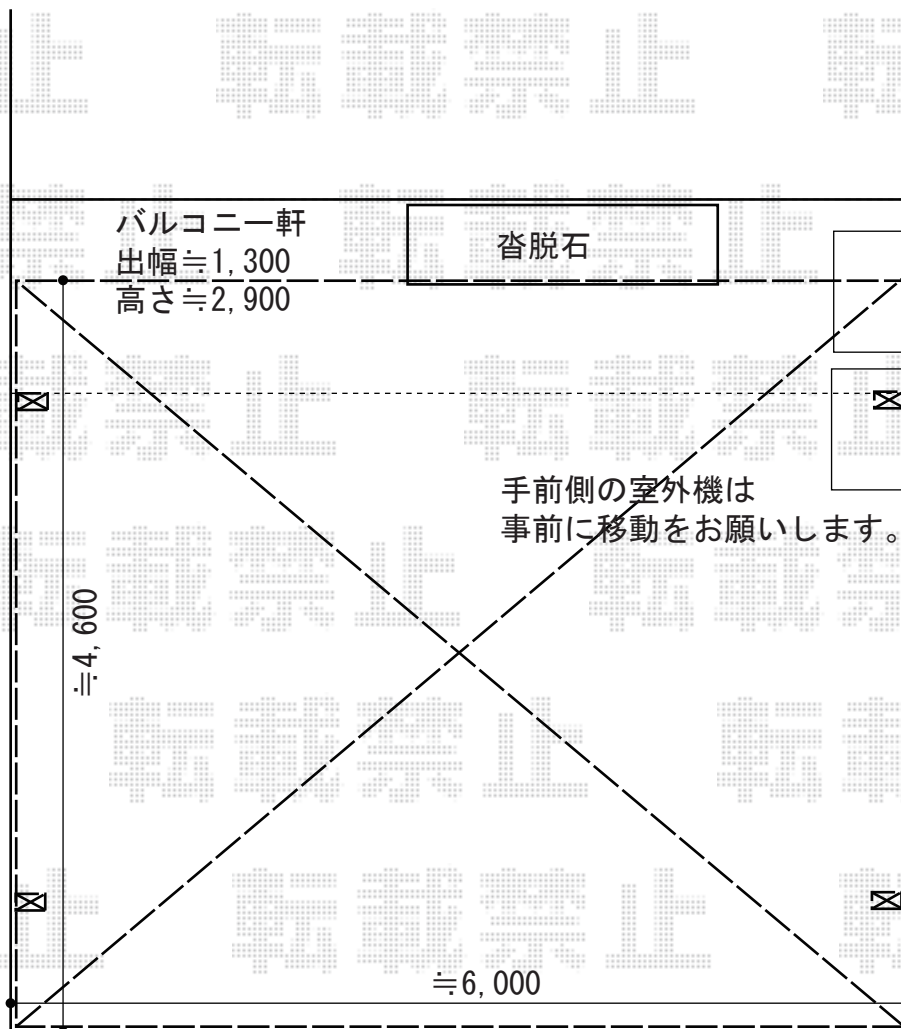 転載禁止
バルコニー軒
出幅≒1,300
高さ≒2,900
沓脱石
手前側の室外機は
事前に移動をお願いします。
≒4,600
≒6,000